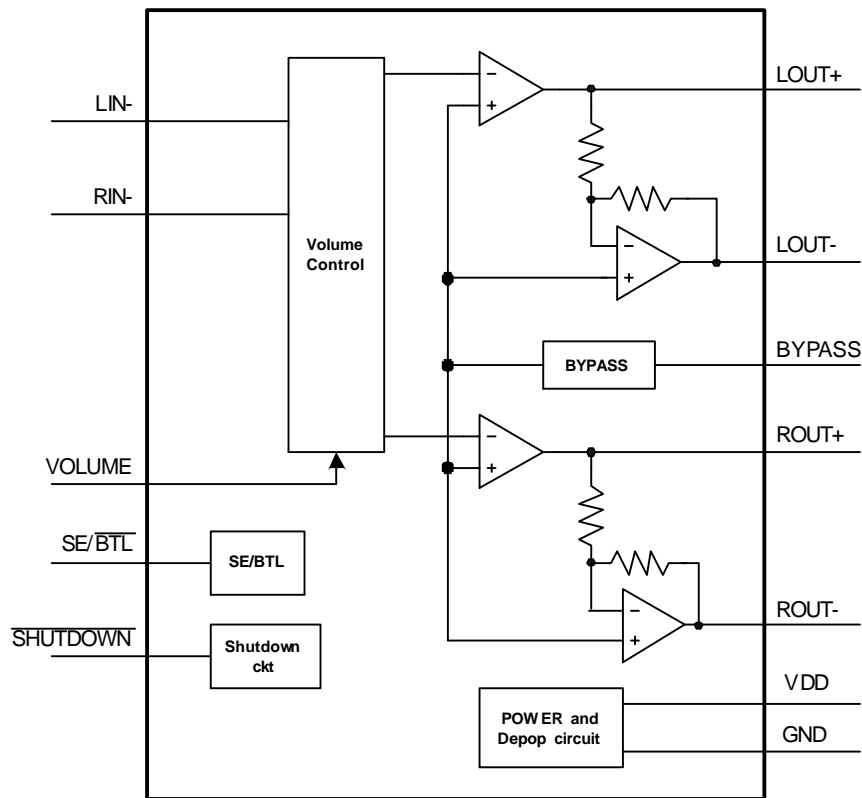 LIN-
RIN-
VOLUME
SE/BTL
SHUTDOWN
Volume
Control
SE/BTL
Shutdown
ckt
-
+
-
+
BYPASS
-
+
-
+
POWER and
Depop circuit
LOUT+
LOUT-
BYPASS
ROUT+
ROUT-
VDD
GND